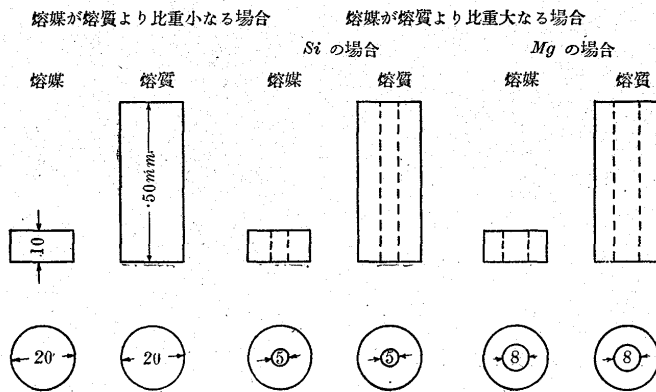 熔媒が熔質より比重小なる場合 熔媒が熔質より比重大なる場合
Si の場合 Mg の場合
熔媒 熔質 熔媒 熔質 熔媒 熔質
50mm
10
20 20 5 5 8 8